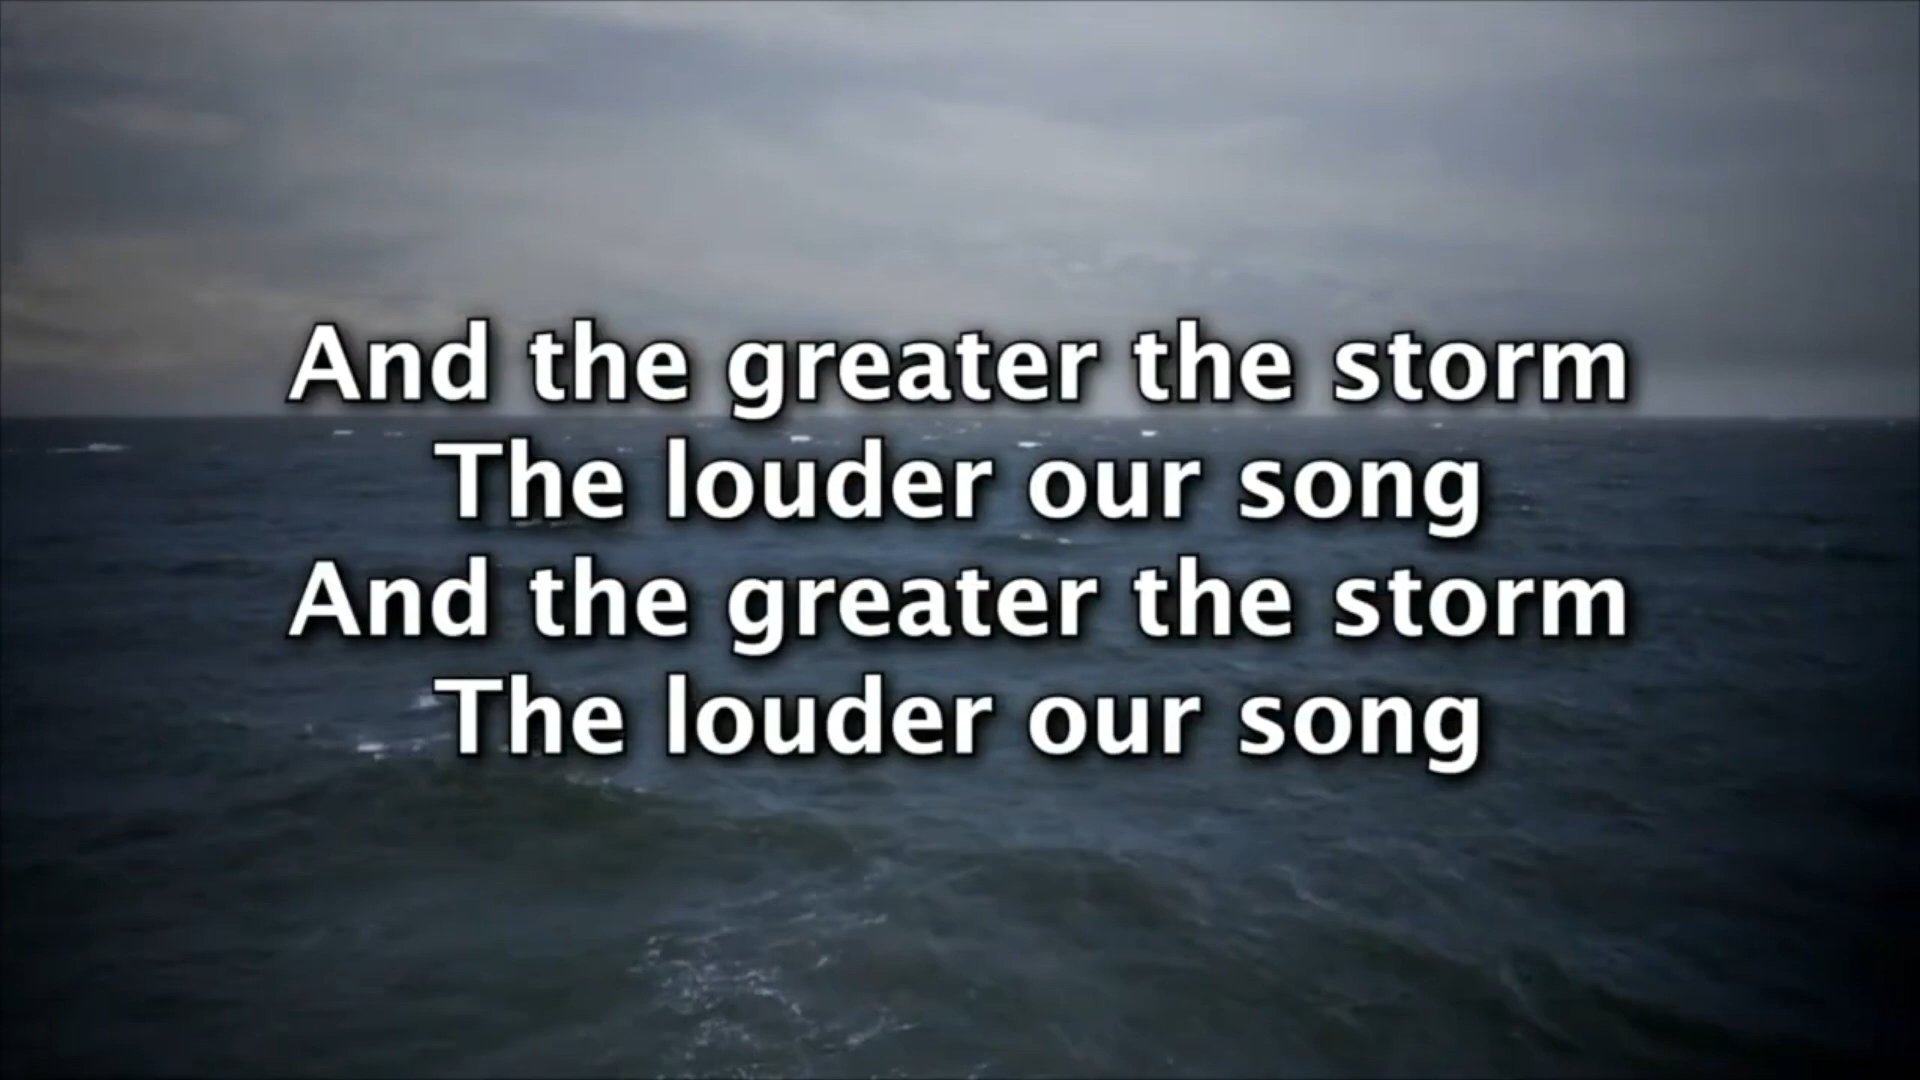 And the greater the storm
The louder our song
And the greater the storm
The louder our song